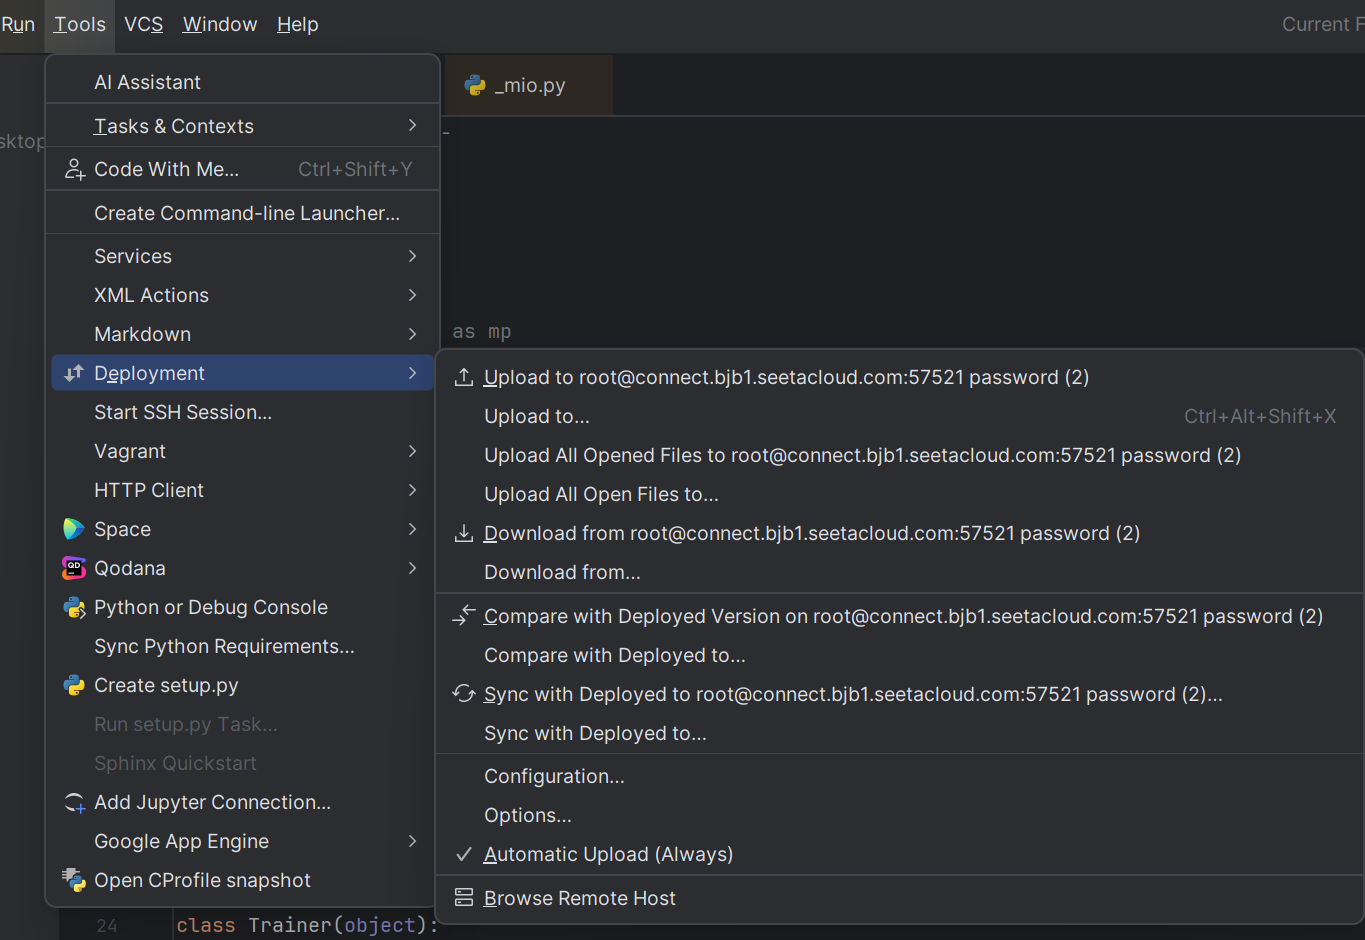 Run Tools VCS Window Help Current F
_mio.py
sktop
AI Assistant
Tasks & Contexts
Code With Me... Ctrl+Shift+Y
Create Command-line Launcher...
Services
XML Actions
Markdown
Deployment
Start SSH Session...
Vagrant
HTTP Client
Space
Qodana
Python or Debug Console
Sync Python Requirements...
Create setup.py
Run setup.py Task...
Sphinx Quickstart
Add Jupyter Connection...
Google App Engine
Open CProfile snapshot
as mp
Upload to root@connect.bjb1.seetacloud.com:57521 password (2)
Upload to... Ctrl+Alt+Shift+X
Upload All Opened Files to root@connect.bjb1.seetacloud.com:57521 password (2)
Upload All Open Files to...
Download from root@connect.bjb1.seetacloud.com:57521 password (2)
Download from...
Compare with Deployed Version on root@connect.bjb1.seetacloud.com:57521 password (2)
Compare with Deployed to...
Sync with Deployed to root@connect.bjb1.seetacloud.com:57521 password (2)...
Sync with Deployed to...
Configuration...
Options...
Automatic Upload (Always)
Browse Remote Host
24 class Trainer(object):